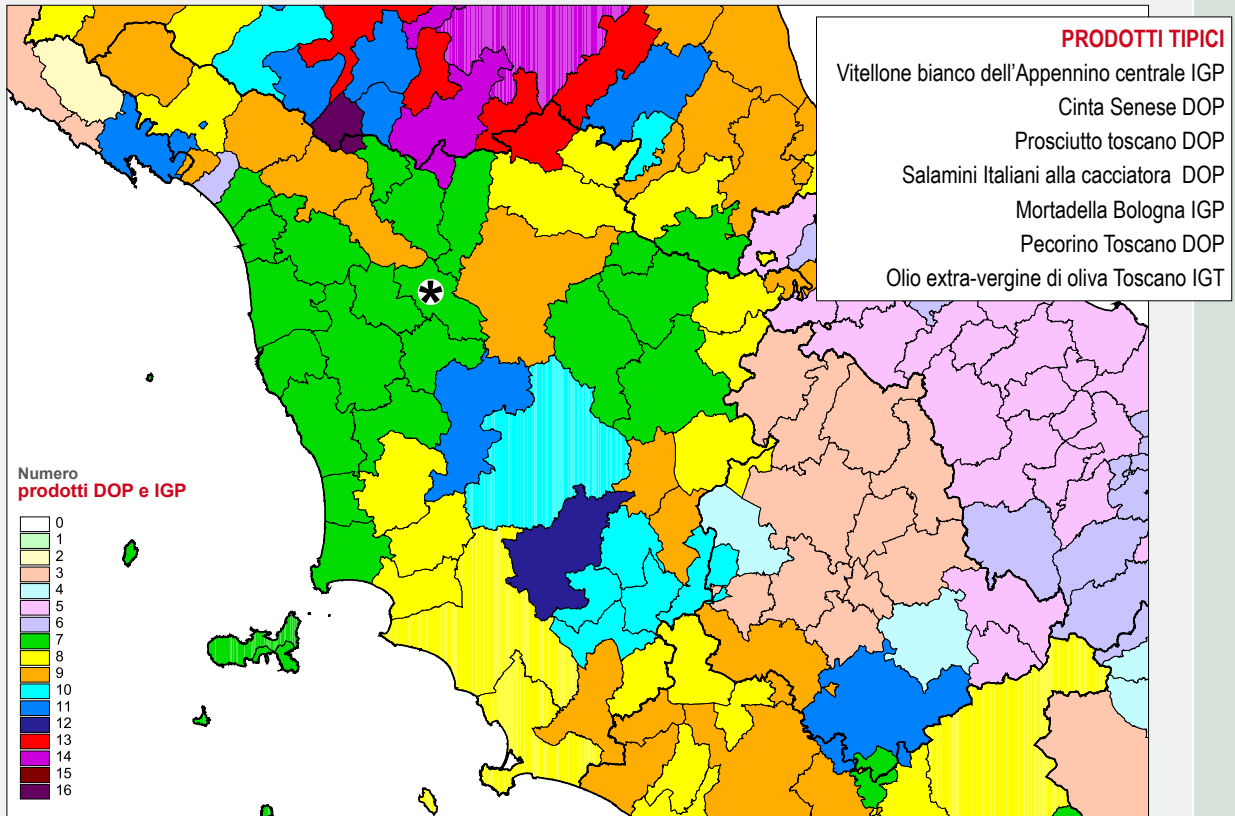 PRODOTTI TIPICI
Vitellone bianco dell'Appennino centrale IGP
Cinta Senese DOP
Prosciutto toscano DOP
Salamini Italiani alla cacciatora DOP
Mortadella Bologna IGP
Pecorino Toscano DOP
Olio extra-vergine di oliva Toscano IGT
*
Numero
prodotti DOP e IGP
0
1
2
3
4
5
6
7
8
9
10
11
12
13
14
15
16